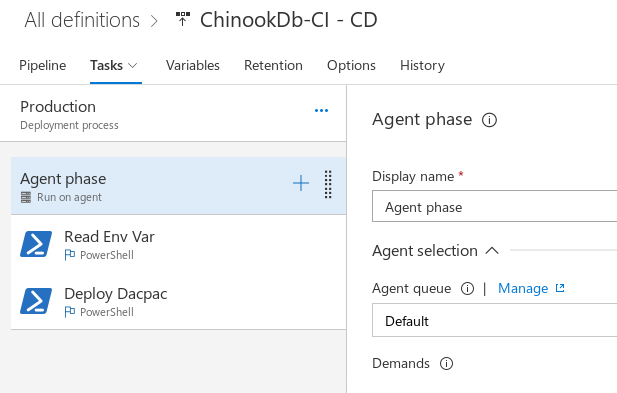 All definitions > ChinookDb-CI - CD
Pipeline Tasks Variables Retention Options History
Production
Deployment process
Agent phase
Run on agent
Read Env Var
PowerShell
Deploy Dacpac
PowerShell
Agent phase
Display name *
Agent phase
Agent selection
Agent queue | Manage
Default
Demands